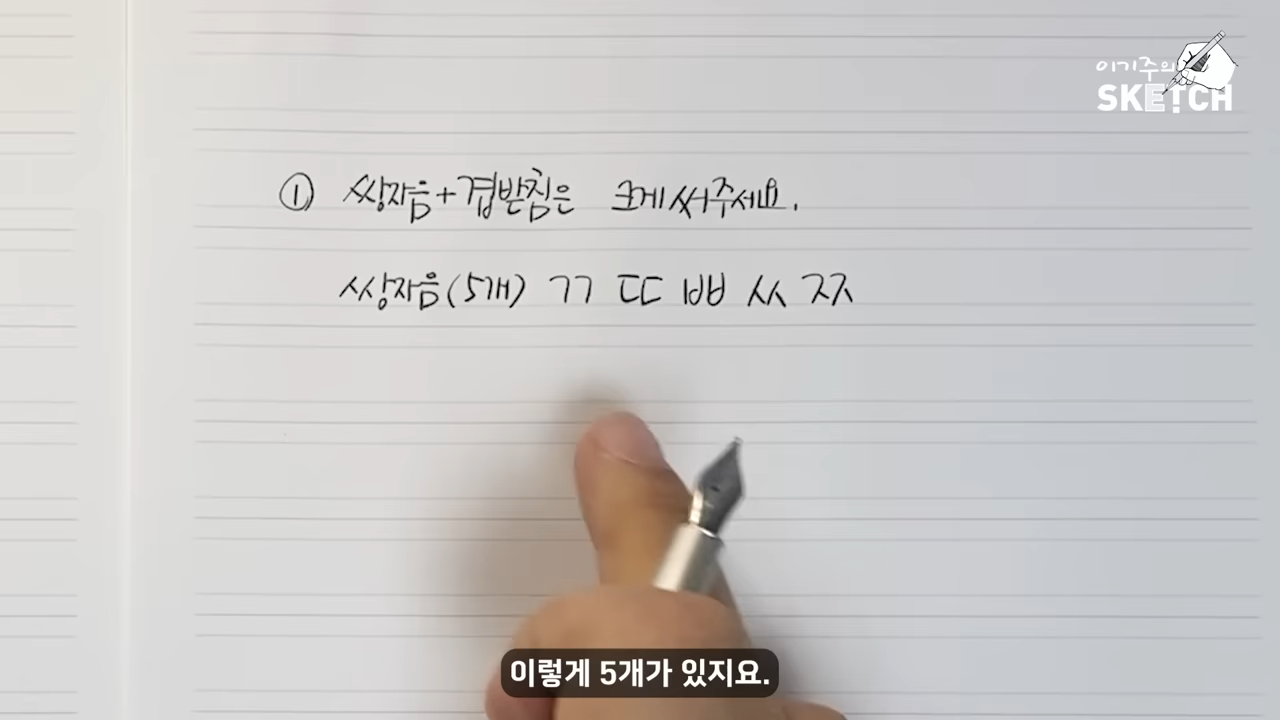 이기주의
SKETCH
① 쌍자음+겹받침은 크게 써주세요.
쌍자음(5개) ㄲ ㄸ ㅃ ㅆ ㅉ
이렇게 5개가 있지요.